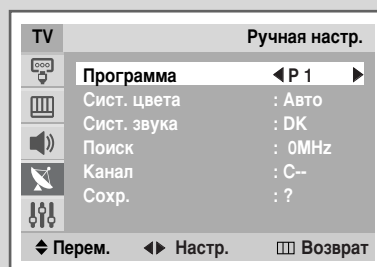 TV Ручная настр.
Программа ◀ P 1 ▶
Сист. цвета : Авто
Сист. звука : DK
Поиск : 0MHz
Канал : C--
Сохр. : ?
Перем. Настр. Возврат